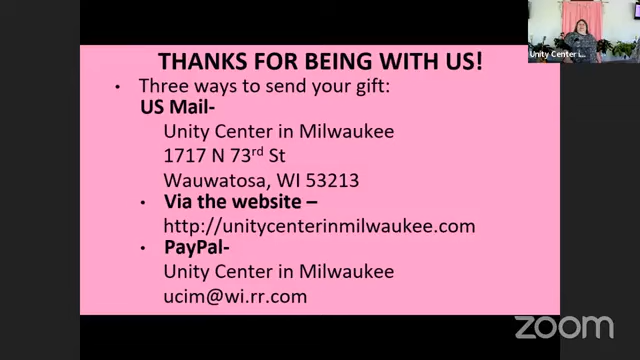 THANKS FOR BEING WITH US!
• Three ways to send your gift:
US Mail-
Unity Center in Milwaukee
1717 N 73rd St
Wauwatosa, WI 53213
• Via the website –
http://unitycenterinmilwaukee.com
• PayPal-
Unity Center in Milwaukee
ucim@wi.rr.com
Unity Center i...
zoom